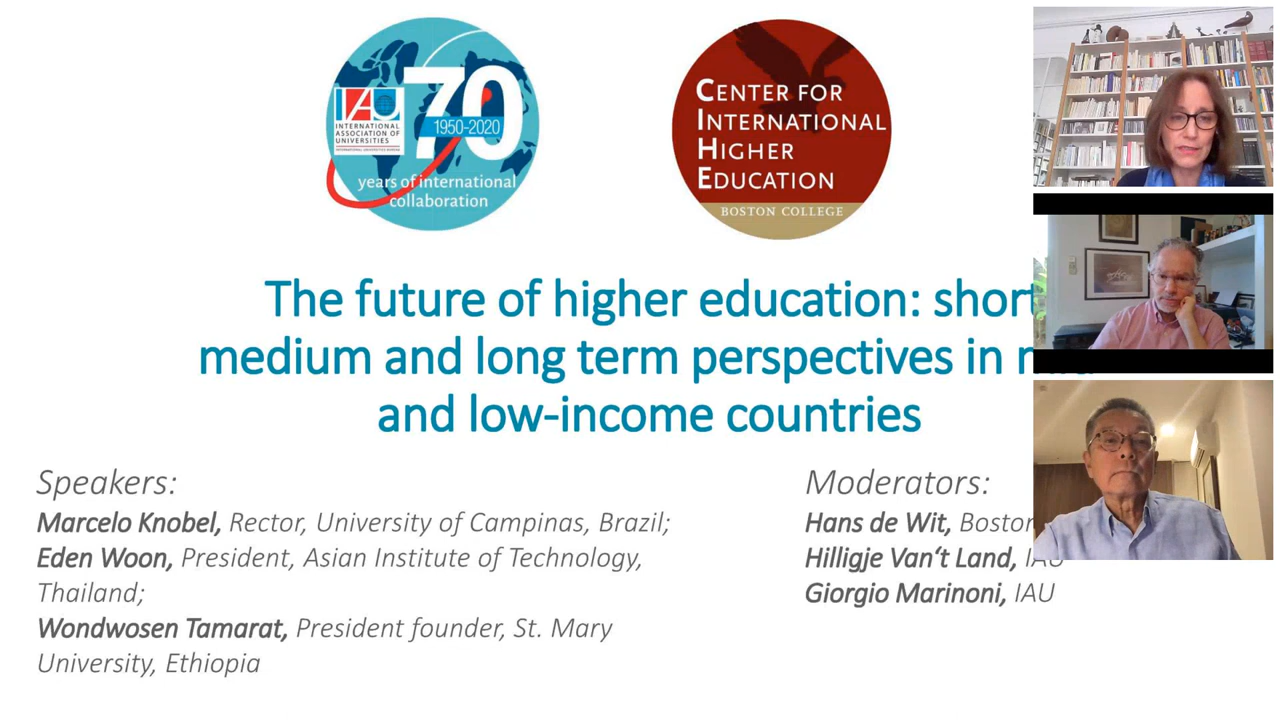 IAU
INTERNATIONAL
ASSOCIATION OF
UNIVERSITIES
70
1950-2020
years of international
collaboration
CENTER FOR
INTERNATIONAL
HIGHER
EDUCATION
BOSTON COLLEGE
The future of higher education: short
medium and long term perspectives in
and low-income countries
Speakers:
Marcelo Knobel, Rector, University of Campinas, Brazil;
Eden Woon, President, Asian Institute of Technology,
Thailand;
Wondwosen Tamarat, President founder, St. Mary
University, Ethiopia
Moderators:
Hans de Wit, Boston
Hilligje Van‘t Land, IAU
Giorgio Marinoni, IAU